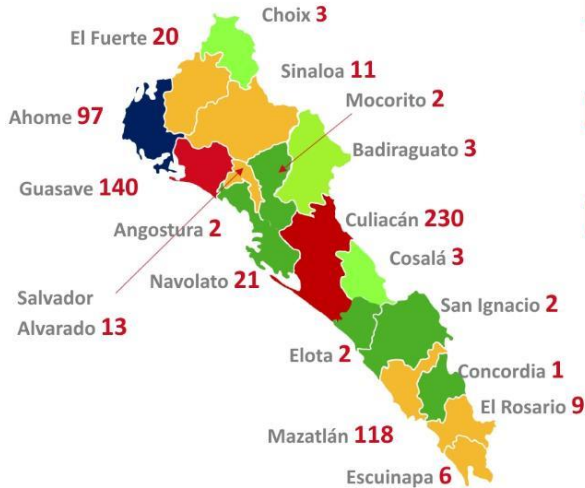 Choix 3
El Fuerte 20
Sinaloa 11
Mocorito 2
Ahome 97
Badiraguato 3
Guasave 140
Culiacán 230
Angostura 2
Cosalá 3
Navolato 21
Salvador
Alvarado 13
San Ignacio 2
Elota 2
Concordia 1
El Rosario 9
Mazatlán 118
Escuinapa 6